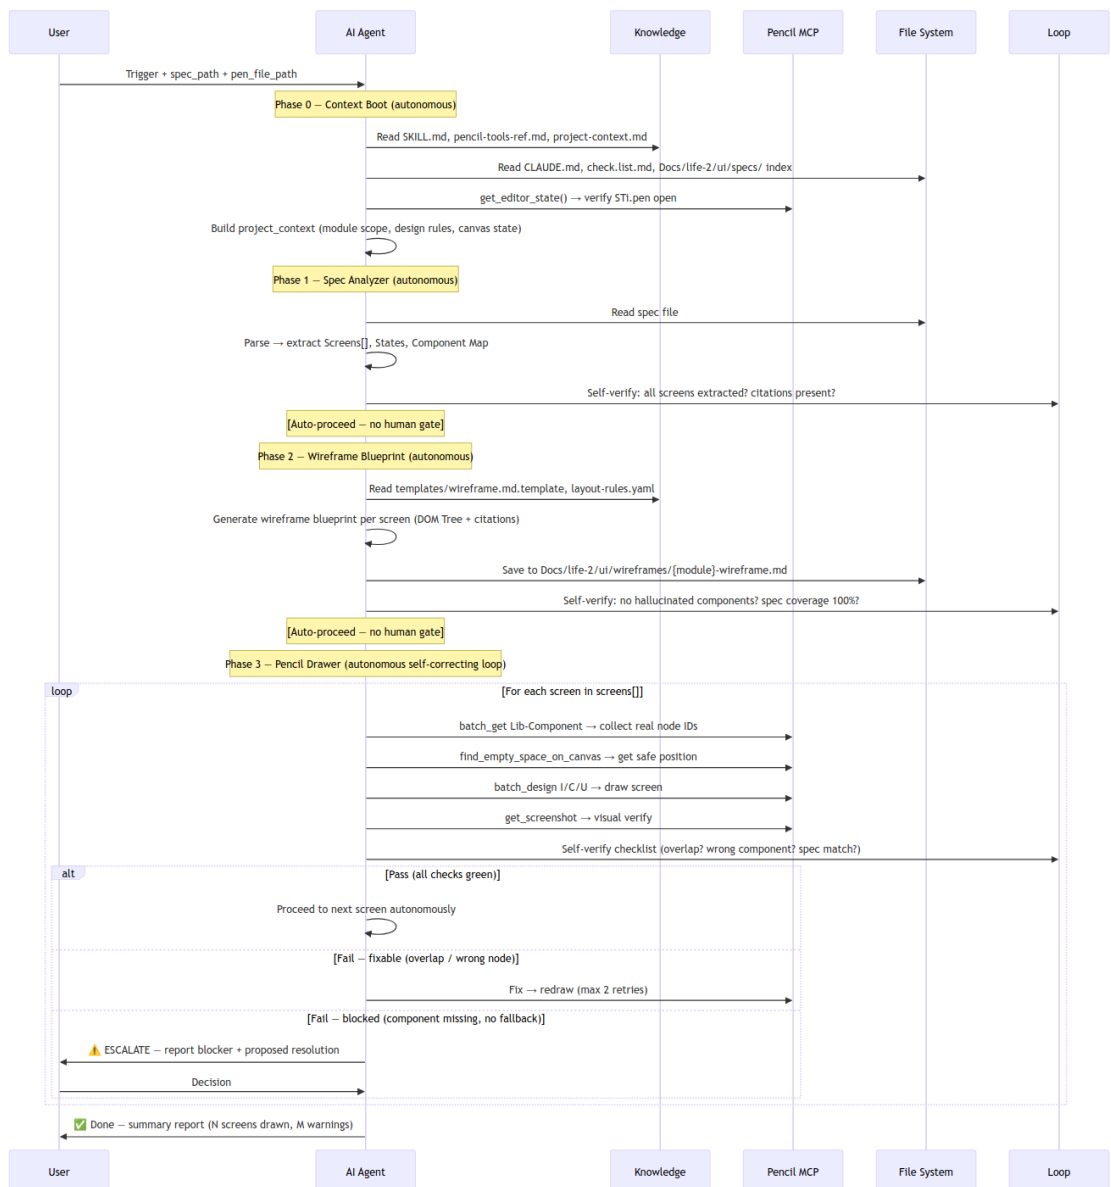 User
AI Agent
Knowledge
Pencil MCP
File System
Loop
Trigger + spec_path + pen_file_path
Phase 0 — Context Boot (autonomous)
Read SKILL.md, pencil-tools-ref.md, project-context.md
Read CLAUDE.md, check.list.md, Docs/life-2/ui/specs/ index
get_editor_state() → verify STI.pen open
Build project_context (module scope, design rules, canvas state)
Phase 1 — Spec Analyzer (autonomous)
Read spec file
Parse → extract Screens[], States, Component Map
Self-verify: all screens extracted? citations present?
[Auto-proceed — no human gate]
Phase 2 — Wireframe Blueprint (autonomous)
Read templates/wireframe.md.template, layout-rules.yaml
Generate wireframe blueprint per screen (DOM Tree + citations)
Save to Docs/life-2/ui/wireframes/{module}-wireframe.md
Self-verify: no hallucinated components? spec coverage 100%?
[Auto-proceed — no human gate]
Phase 3 — Pencil Drawer (autonomous self-correcting loop)
loop
[For each screen in screens[]]
batch_get Lib-Component → collect real node IDs
find_empty_space_on_canvas → get safe position
batch_design I/C/U → draw screen
get_screenshot → visual verify
Self-verify checklist (overlap? wrong component? spec match?)
alt
[Pass (all checks green)]
Proceed to next screen autonomously
[Fail — fixable (overlap / wrong node)]
Fix → redraw (max 2 retries)
[Fail — blocked (component missing, no fallback)]
⚠️ ESCALATE — report blocker + proposed resolution
Decision
✅ Done — summary report (N screens drawn, M warnings)
User
AI Agent
Knowledge
Pencil MCP
File System
Loop